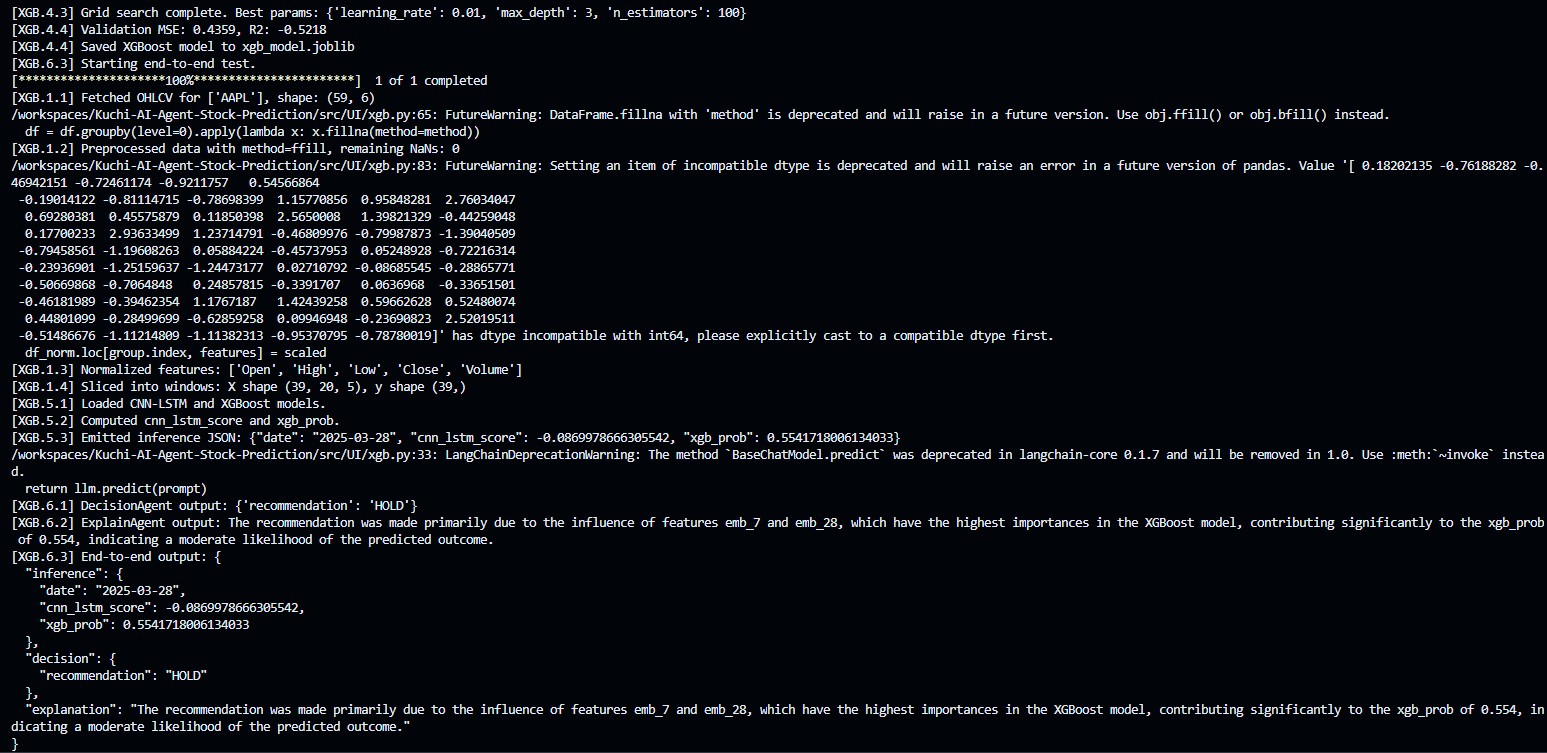 [XGB.4.3] Grid search complete. Best params: {'learning_rate': 0.01, 'max_depth': 3, 'n_estimators': 100}
[XGB.4.4] Validation MSE: 0.4359, R2: -0.5218
[XGB.4.4] Saved XGBoost model to xgb_model.joblib
[XGB.6.3] Starting end-to-end test.
[*********************100%***********************]  1 of 1 completed
[XGB.1.1] Fetched OHLCV for ['AAPL'], shape: (59, 6)
/workspaces/Kuchi-AI-Agent-Stock-Prediction/src/UI/xgb.py:65: FutureWarning: DataFrame.fillna with 'method' is deprecated and will raise in a future version. Use obj.ffill() or obj.bfill() instead.
  df = df.groupby(level=0).apply(lambda x: x.fillna(method=method))
[XGB.1.2] Preprocessed data with method=ffill, remaining NaNs: 0
/workspaces/Kuchi-AI-Agent-Stock-Prediction/src/UI/xgb.py:83: FutureWarning: Setting an item of incompatible dtype is deprecated and will raise an error in a future version of pandas. Value '[ 0.18202135 -0.76188282 -0.
46942151 -0.72461174 -0.9211757   0.54566864
 -0.19014122 -0.81114715 -0.78698399  1.15770856  0.95848281  2.76034047
  0.69280381  0.45575879  0.11850398  2.5650008   1.39821329 -0.44259048
  0.17700233  2.93633499  1.23714791 -0.46809976 -0.79987873 -1.39040509
 -0.79458561 -1.19608263  0.05884224 -0.45737953  0.05248928 -0.72216314
 -0.23936901 -1.25159637 -1.24473177  0.02710792 -0.08685545 -0.28865771
 -0.50669868 -0.7064848   0.24857815 -0.3391707   0.0636968  -0.33651501
 -0.46181989 -0.39462354  1.1767187   1.42439258  0.59662628  0.52480074
  0.44801099 -0.28499699 -0.62859258  0.09946948 -0.23690823  2.52019511
 -0.51486676 -1.11214809 -1.11382313 -0.95370795 -0.78780019]' has dtype incompatible with int64, please explicitly cast to a compatible dtype first.
  df_norm.loc[group.index, features] = scaled
[XGB.1.3] Normalized features: ['Open', 'High', 'Low', 'Close', 'Volume']
[XGB.1.4] Sliced into windows: X shape (39, 20, 5), y shape (39,)
[XGB.5.1] Loaded CNN-LSTM and XGBoost models.
[XGB.5.2] Computed cnn_lstm_score and xgb_prob.
[XGB.5.3] Emitted inference JSON: {"date": "2025-03-28", "cnn_lstm_score": -0.0869978666305542, "xgb_prob": 0.5541718006134033}
/workspaces/Kuchi-AI-Agent-Stock-Prediction/src/UI/xgb.py:33: LangChainDeprecationWarning: The method `BaseChatModel.predict` was deprecated in langchain-core 0.1.7 and will be removed in 1.0. Use :meth:`~invoke` instea
d.
  return llm.predict(prompt)
[XGB.6.1] DecisionAgent output: {'recommendation': 'HOLD'}
[XGB.6.2] ExplainAgent output: The recommendation was made primarily due to the influence of features emb_7 and emb_28, which have the highest importances in the XGBoost model, contributing significantly to the xgb_prob
 of 0.554, indicating a moderate likelihood of the predicted outcome.
[XGB.6.3] End-to-end output: {
  "inference": {
    "date": "2025-03-28",
    "cnn_lstm_score": -0.0869978666305542,
    "xgb_prob": 0.5541718006134033
  },
  "decision": {
    "recommendation": "HOLD"
  },
  "explanation": "The recommendation was made primarily due to the influence of features emb_7 and emb_28, which have the highest importances in the XGBoost model, contributing significantly to the xgb_prob of 0.554, in
dicating a moderate likelihood of the predicted outcome."
}